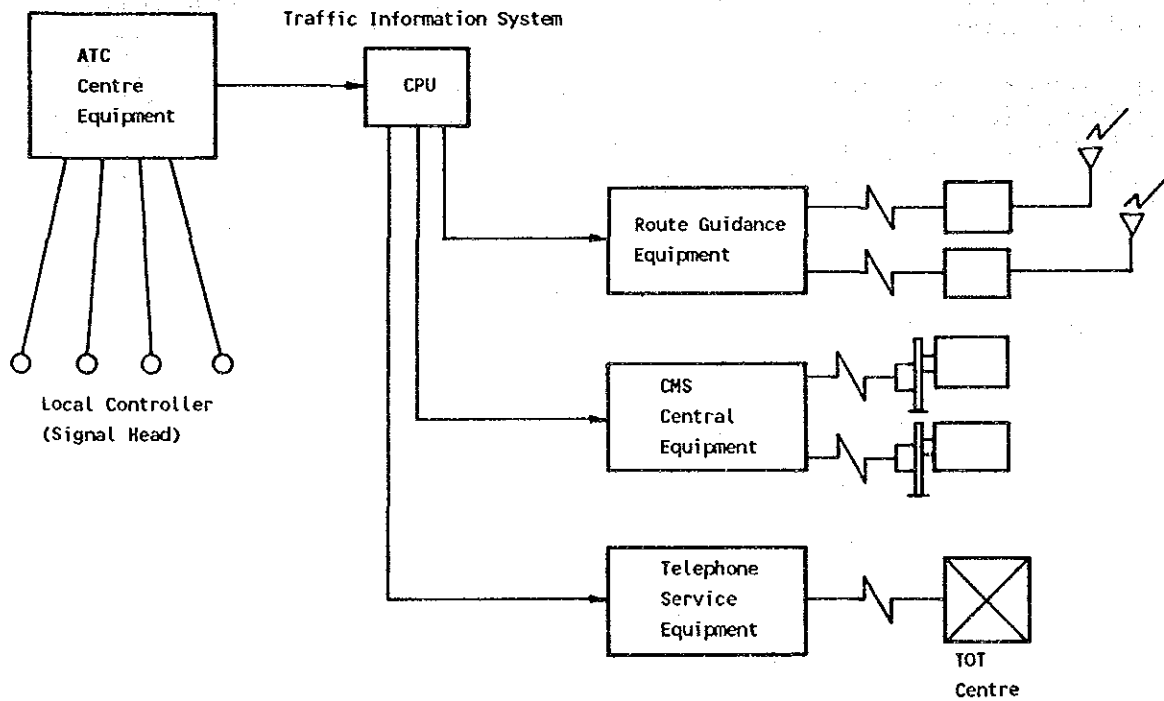 Traffic Information System
ATC
Centre
Equipment
CPU
Route Guidance
Equipment
Local Controller
(Signal Head)
CMS
Central
Equipment
Telephone
Service
Equipment
TOT
Centre